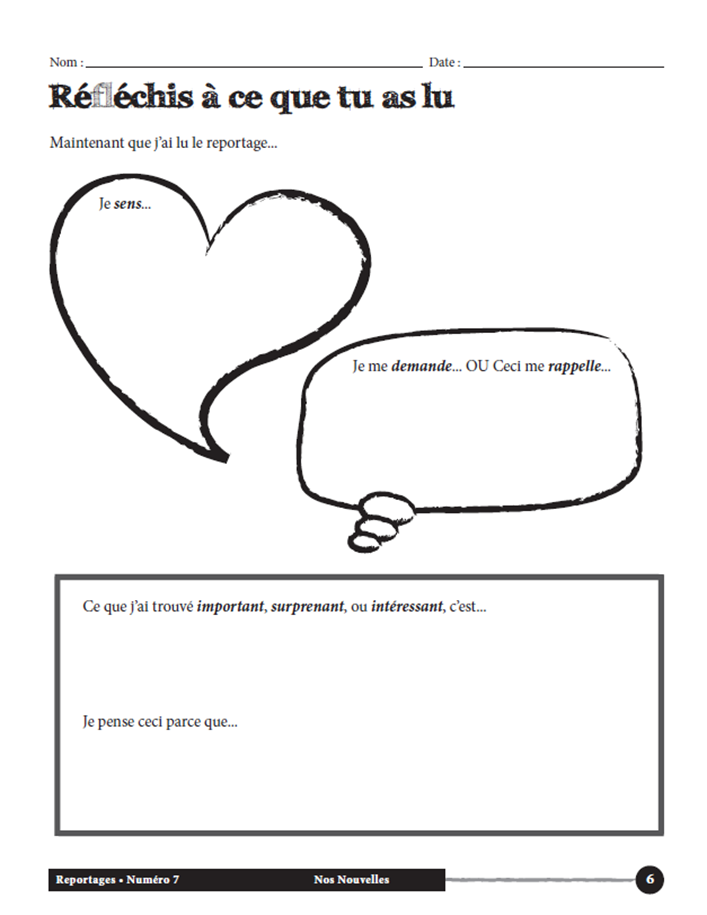 Nom : Date :
Réfléchis à ce que tu as lu
Maintenant que j’ai lu le reportage...
Je sens...
Je me demande... OU Ceci me rappelle...
Ce que j’ai trouvé important, surprenant, ou intéressant, c’est...
Je pense ceci parce que...
Reportages • Numéro 7 Nos Nouvelles 6